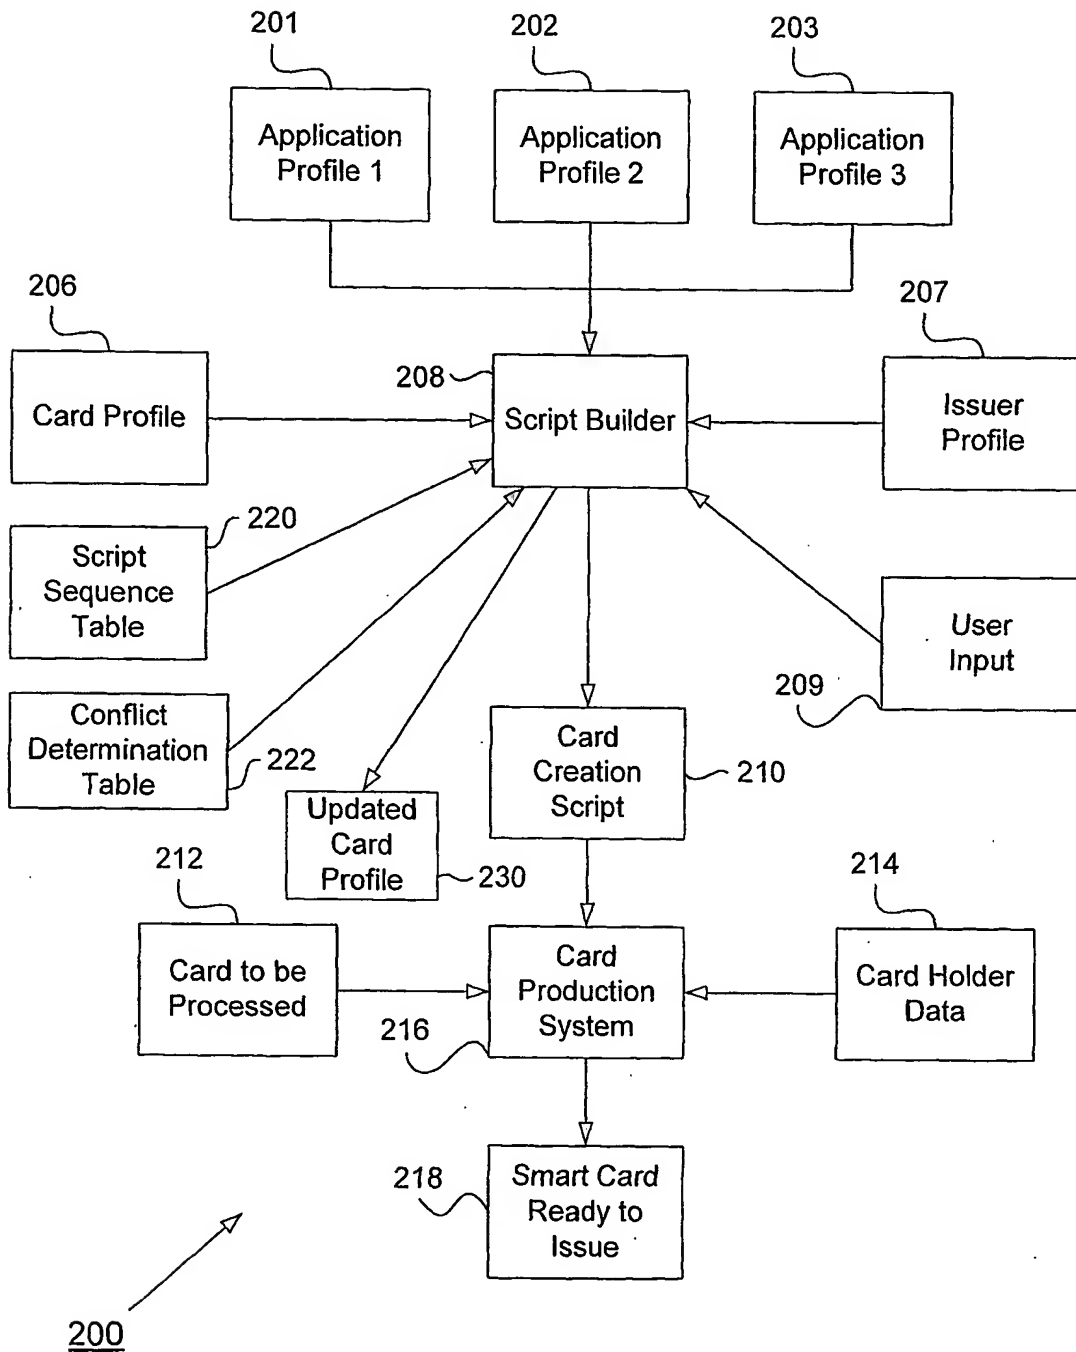 201
202
203
Application
Profile 1
Application
Profile 2
Application
Profile 3
206
207
208
Card Profile
Script Builder
Issuer
Profile
220
Script
Sequence
Table
User
Input
209
Conflict
Determination
Table
222
Card
Creation
Script
210
Updated
Card
Profile
230
212
214
Card to be
Processed
Card
Production
System
Card Holder
Data
216
218
Smart Card
Ready to
Issue
200